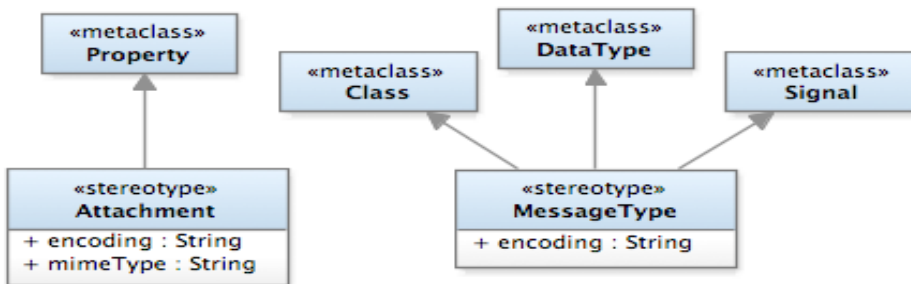 «metaclass»
Property
«metaclass»
Class
«metaclass»
DataType
«metaclass»
Signal
«stereotype»
Attachment
+ encoding : String
+ mimeType : String
«stereotype»
MessageType
+ encoding : String